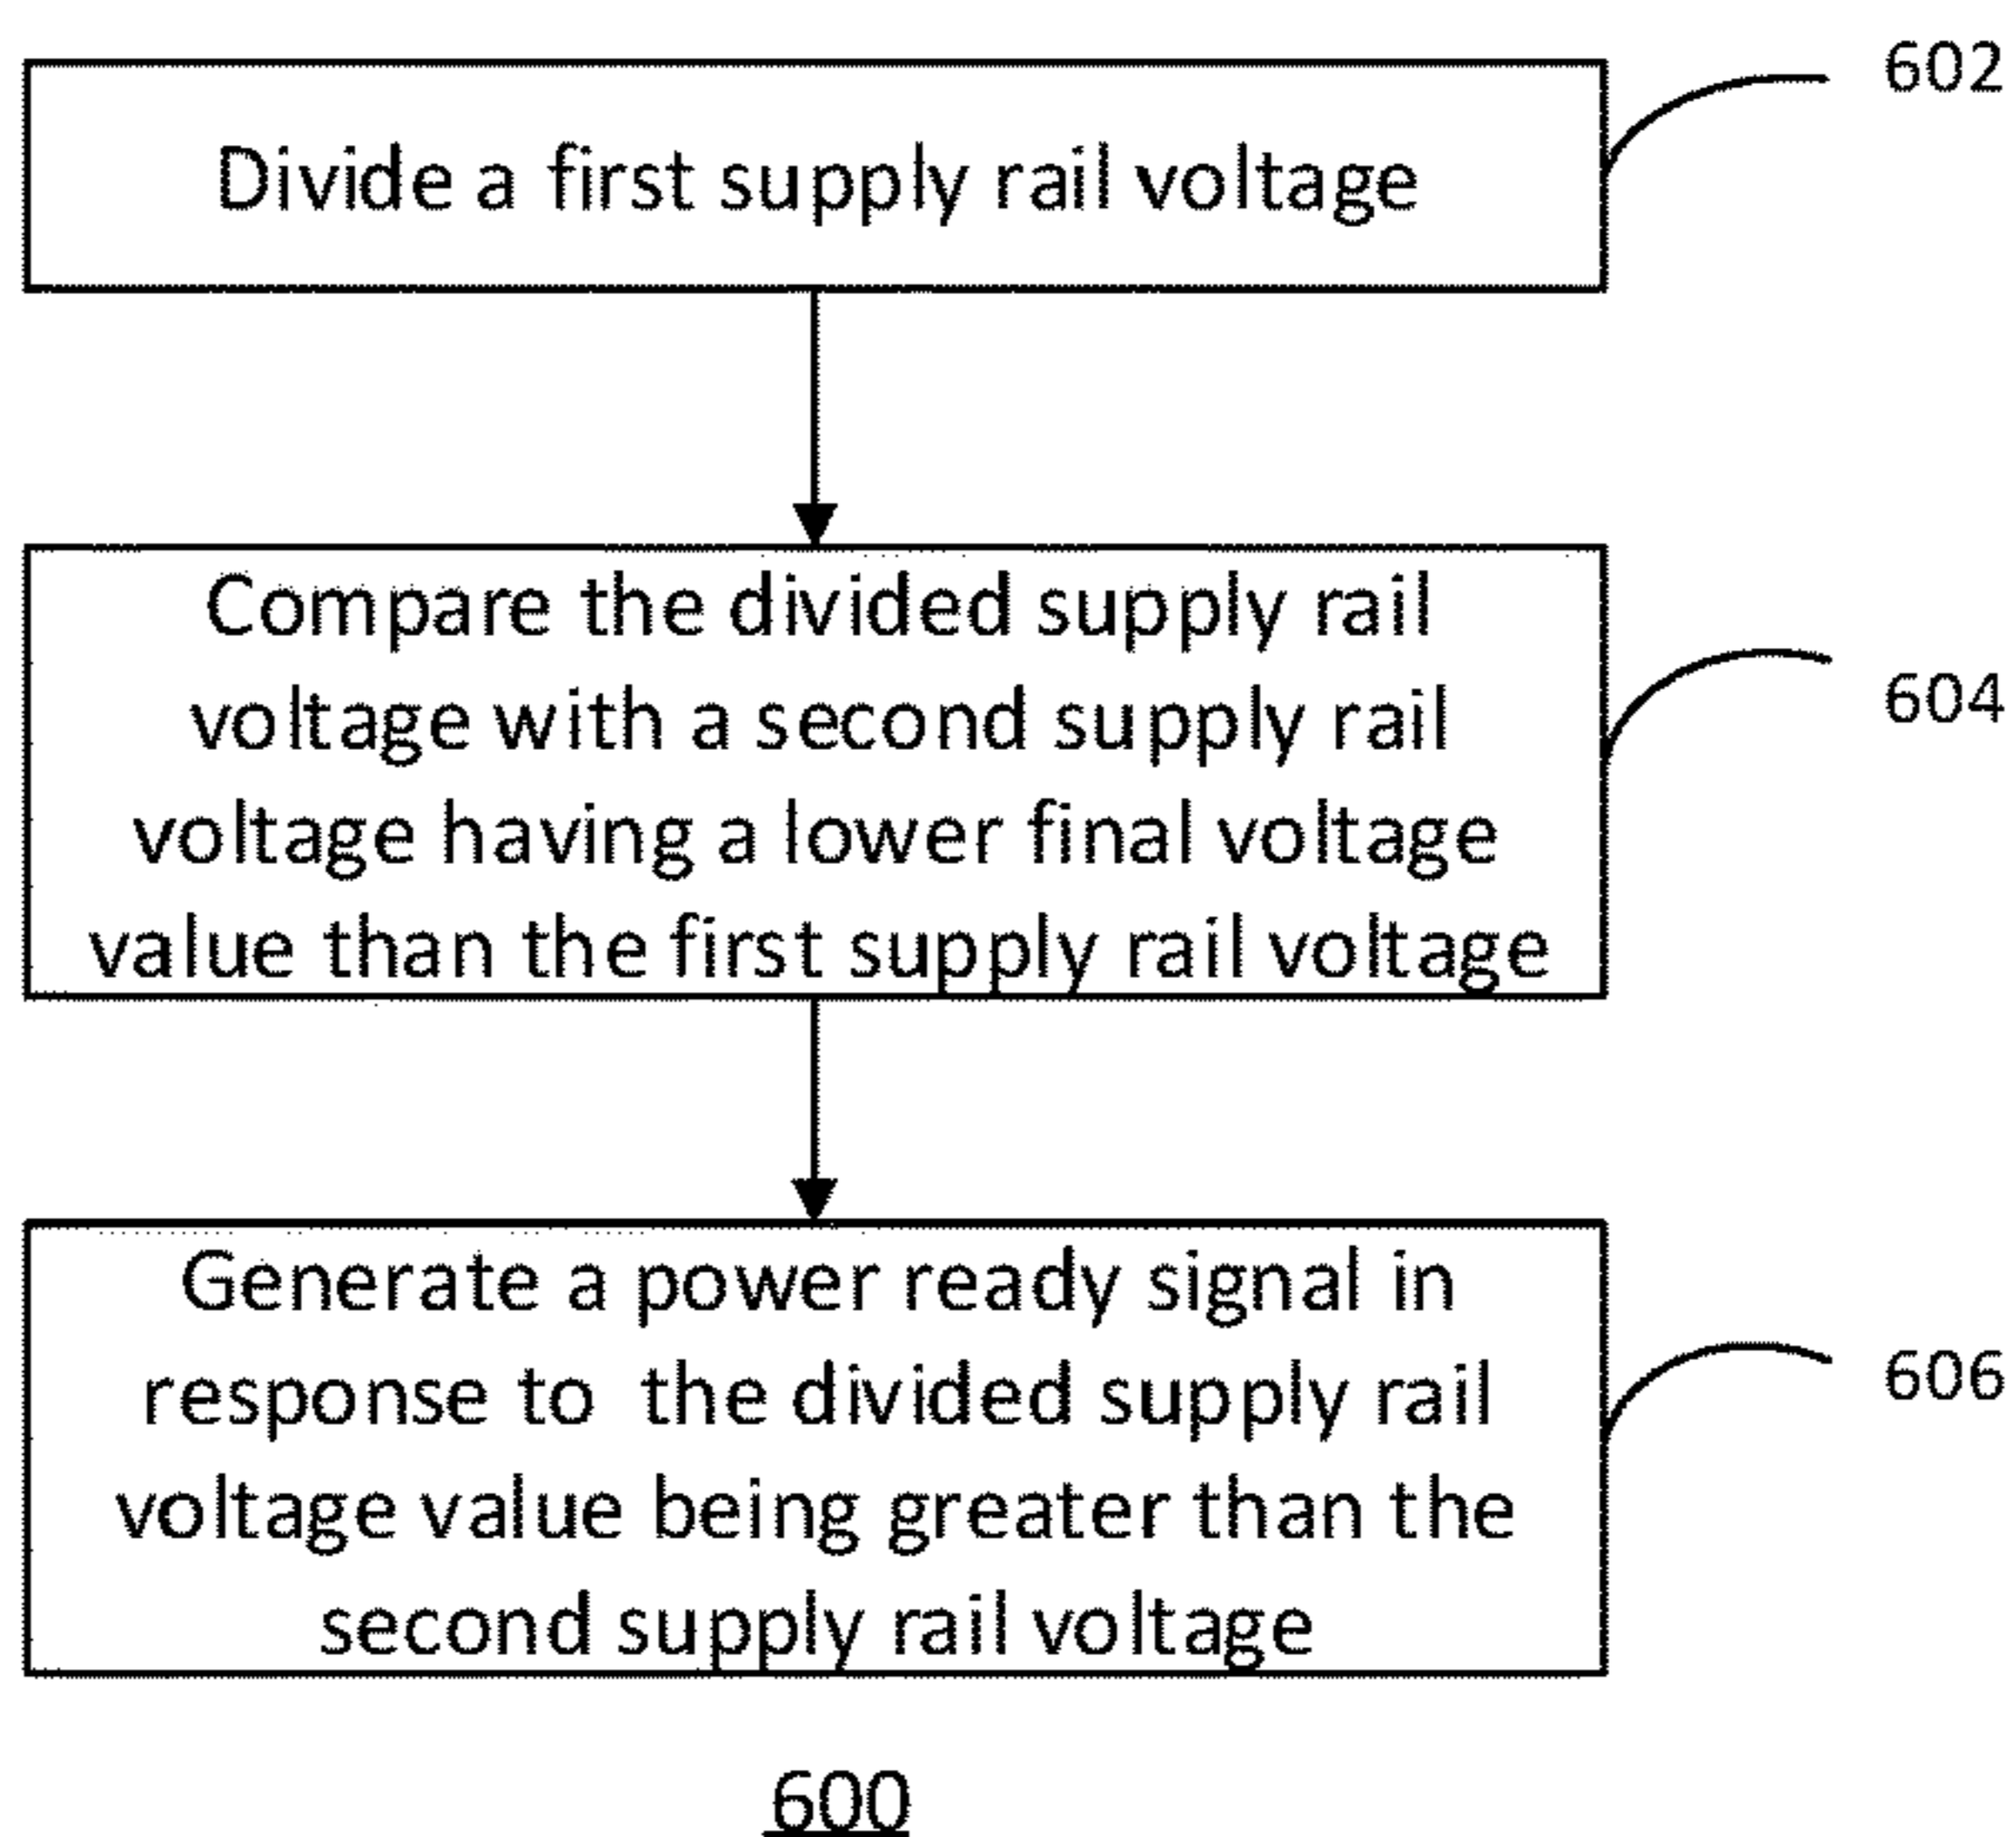 602
Divide a first supply rail voltage
Compare the divided supply rail
voltage with a second supply rail
voltage having a lower final voltage
value than the first supply rail voltage
604
Generate a power ready signal in
response to the divided supply rail
voltage value being greater than the
second supply rail voltage
606
600